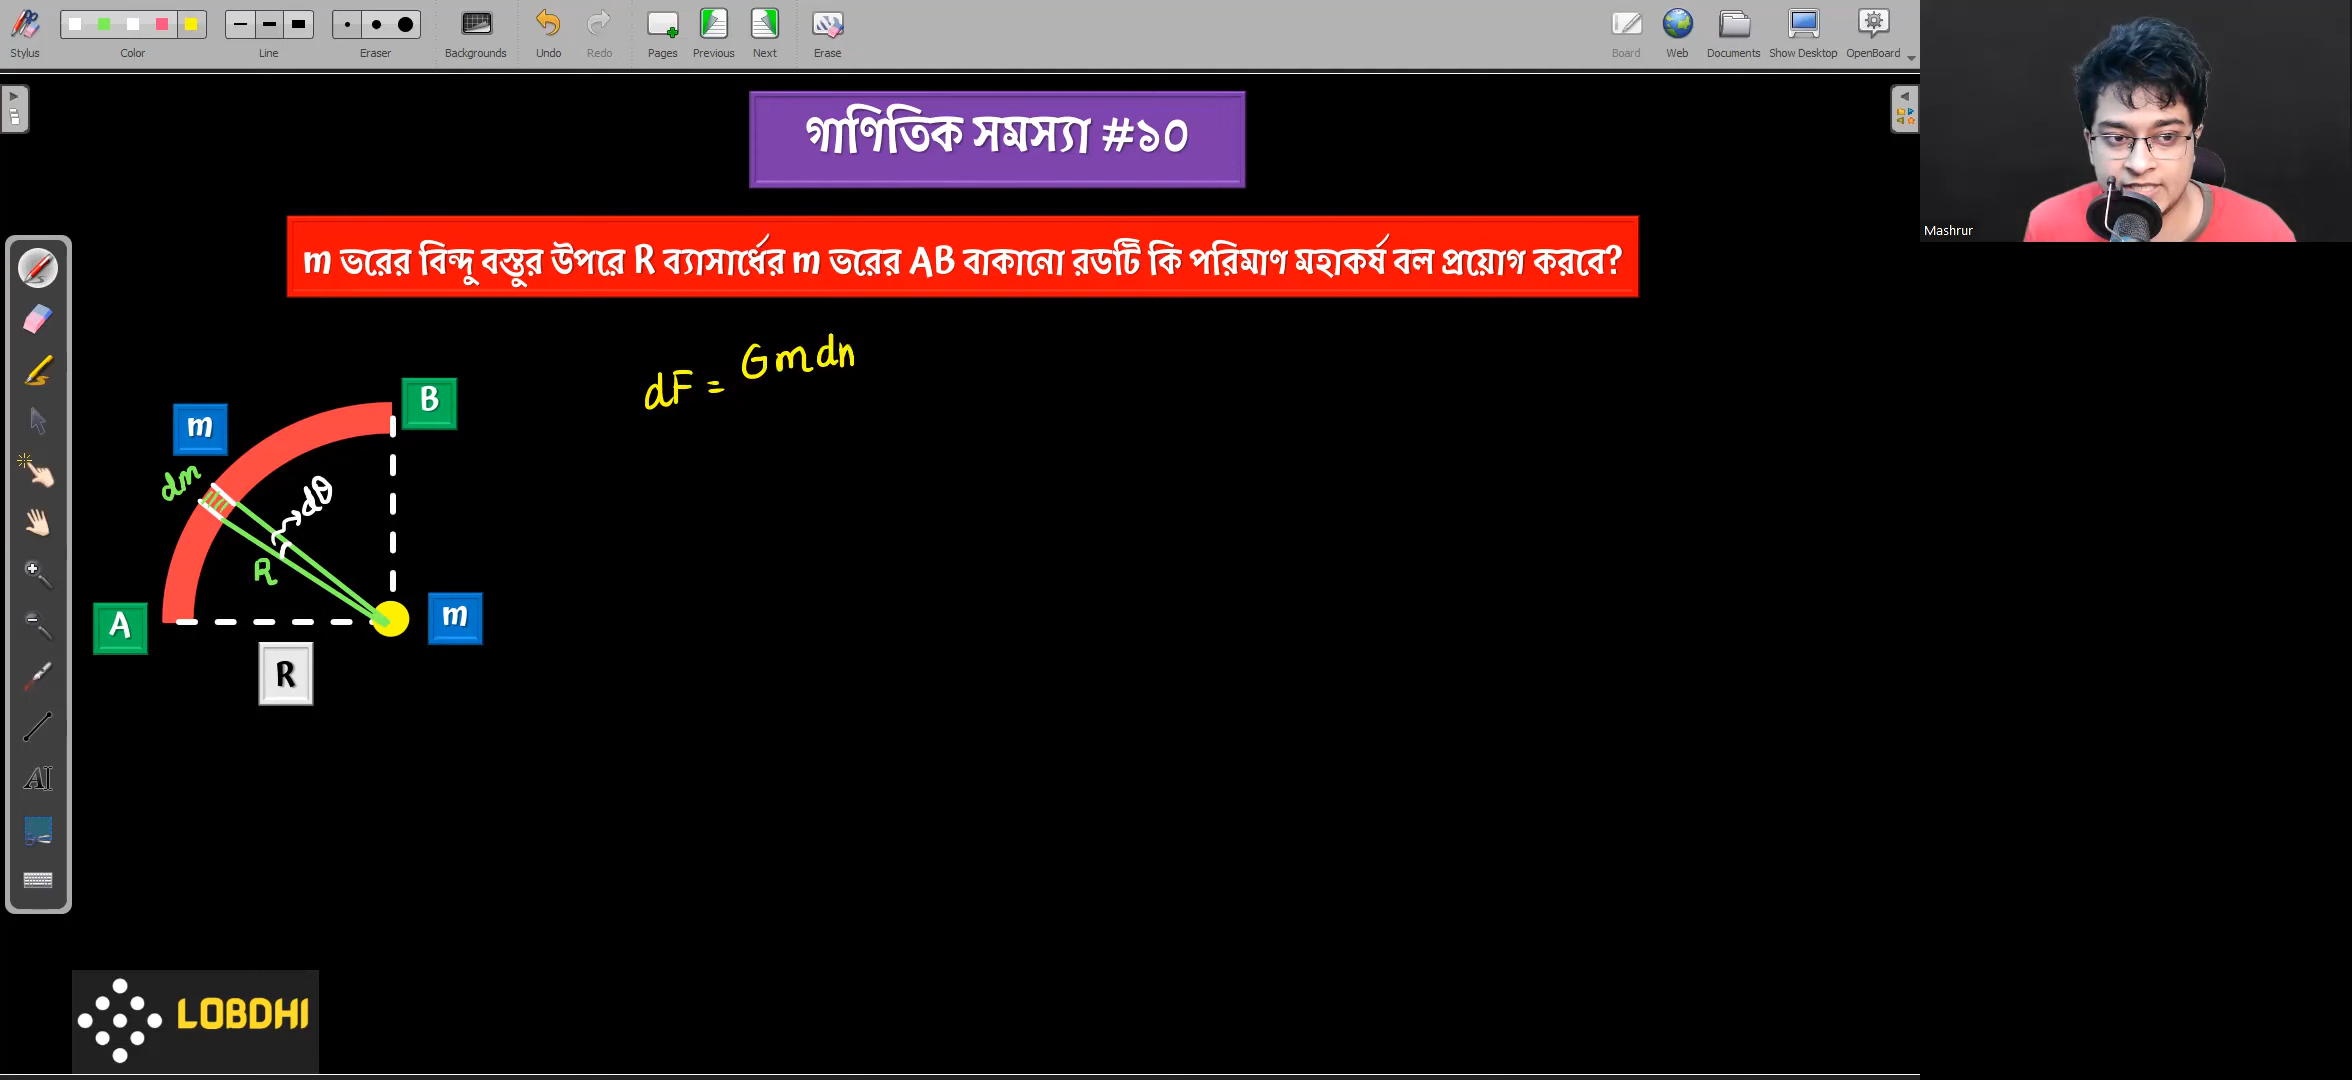 Stylus
Color
Line
Eraser
Backgrounds
Undo
Redo
Pages
Previous
Next
Erase
Board
Web
Documents
Show Desktop
OpenBoard
Mashrur
গাণিতিক সমস্যা #১০
m ভরের বিন্দু বস্তুর উপরে R ব্যাসার্ধের m ভরের AB বাকানো রডটি কি পরিমাণ মহাকর্ষ বল প্রয়োগ করবে?
dF = Gmdn
B
m
dm
dθ
R
A
m
R
LOBDHI